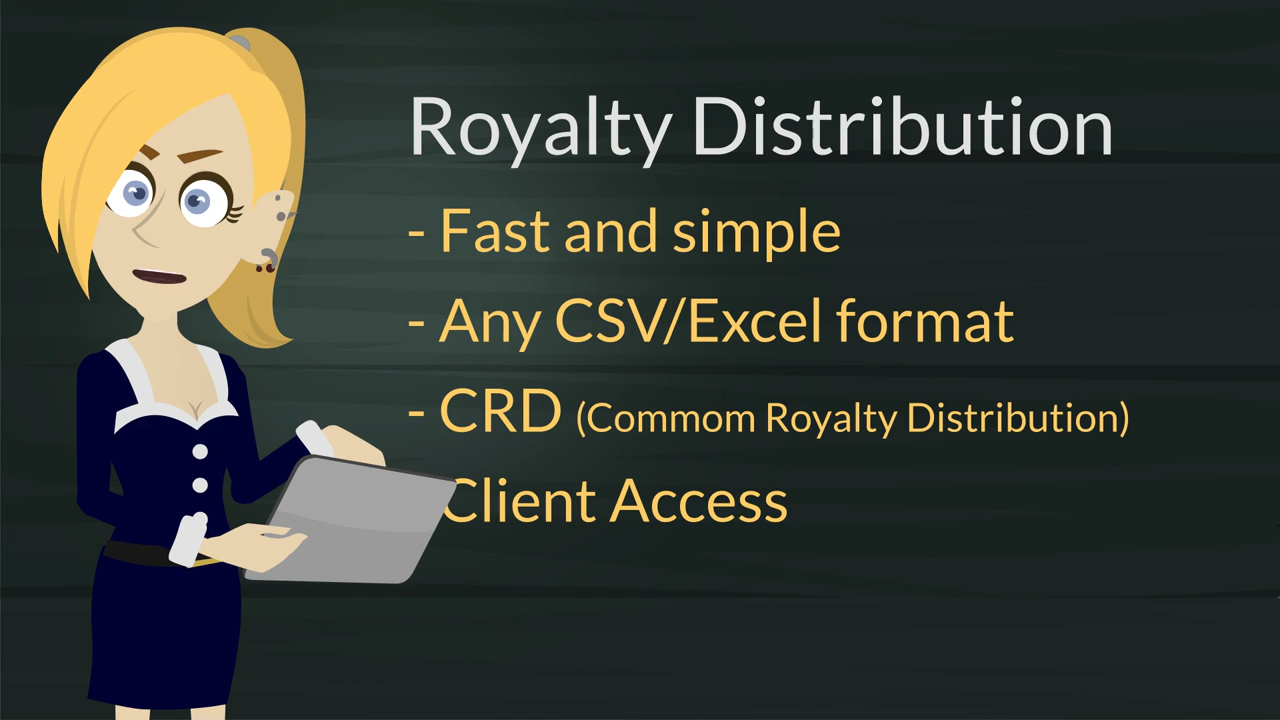 Royalty Distribution
- Fast and simple
- Any CSV/Excel format
- CRD (Commom Royalty Distribution)
Client Access